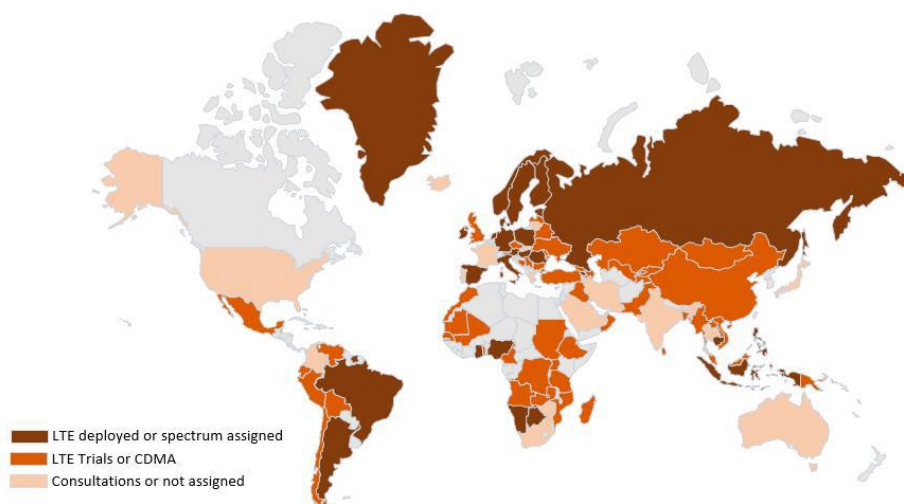 LTE deployed or spectrum assigned
LTE Trials or CDMA
Consultations or not assigned